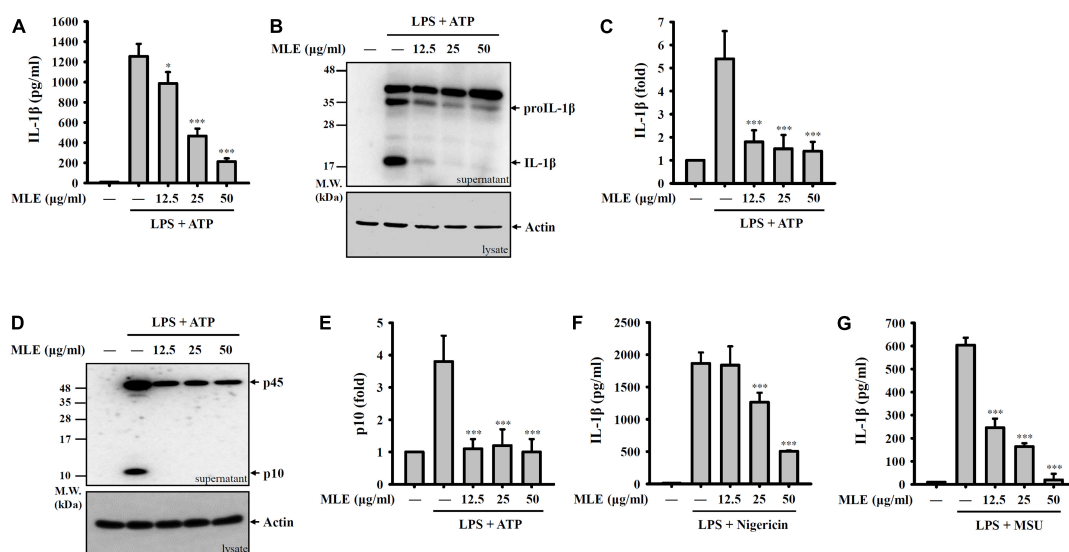 A
IL-1β (pg/ml)
1600
1400
1200
1000
800
600
400
200
0
*
***
***
MLE (μg/ml) — — 12.5 25 50
LPS + ATP
B
LPS + ATP
MLE (μg/ml) — — 12.5 25 50
48
35
28
17
M.W.
(kDa)
proIL-1β
IL-1β
supernatant
Actin
lysate
C
IL-1β (fold)
7
6
5
4
3
2
1
0
***
***
***
MLE (μg/ml) — — 12.5 25 50
LPS + ATP
D
LPS + ATP
MLE (μg/ml) — — 12.5 25 50
48
35
28
17
10
M.W.
(kDa)
p45
p10
supernatant
Actin
lysate
E
p10 (fold)
5
4
3
2
1
0
***
***
***
MLE (μg/ml) — — 12.5 25 50
LPS + ATP
F
IL-1β (pg/ml)
2500
2000
1500
1000
500
0
***
***
MLE (μg/ml) — — 12.5 25 50
LPS + Nigericin
G
IL-1β (pg/ml)
700
600
500
400
300
200
100
0
***
***
***
MLE (μg/ml) — — 12.5 25 50
LPS + MSU